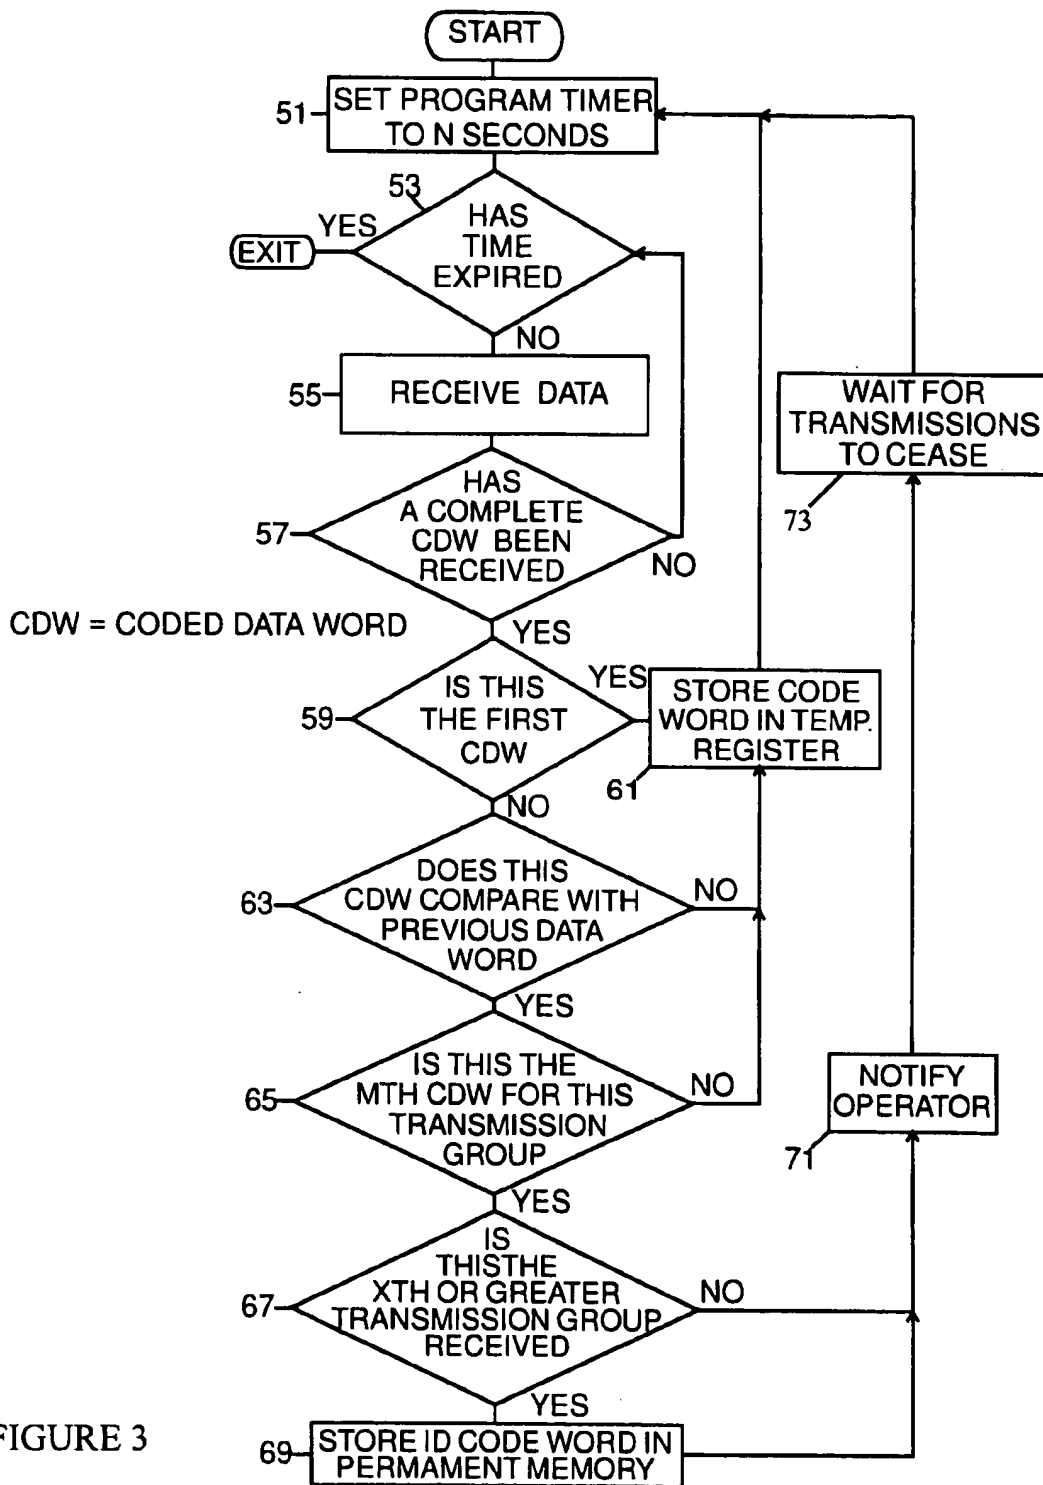 START
51
SET PROGRAM TIMER
TO N SECONDS
53
YES
EXIT
HAS
TIME
EXPIRED
NO
55
RECEIVE DATA
WAIT FOR
TRANSMISSIONS
TO CEASE
73
57
HAS
A COMPLETE
CDW BEEN
RECEIVED
NO
CDW = CODED DATA WORD
YES
59
IS THIS
THE FIRST
CDW
YES
STORE CODE
WORD IN TEMP.
REGISTER
61
NO
63
DOES THIS
CDW COMPARE WITH
PREVIOUS DATA
WORD
NO
YES
65
IS THIS THE
MTH CDW FOR THIS
TRANSMISSION
GROUP
NO
NOTIFY
OPERATOR
71
YES
67
IS
THISTHE
XTH OR GREATER
TRANSMISSION GROUP
RECEIVED
NO
YES
FIGURE 3
69
STORE ID CODE WORD IN
PERMAMENT MEMORY